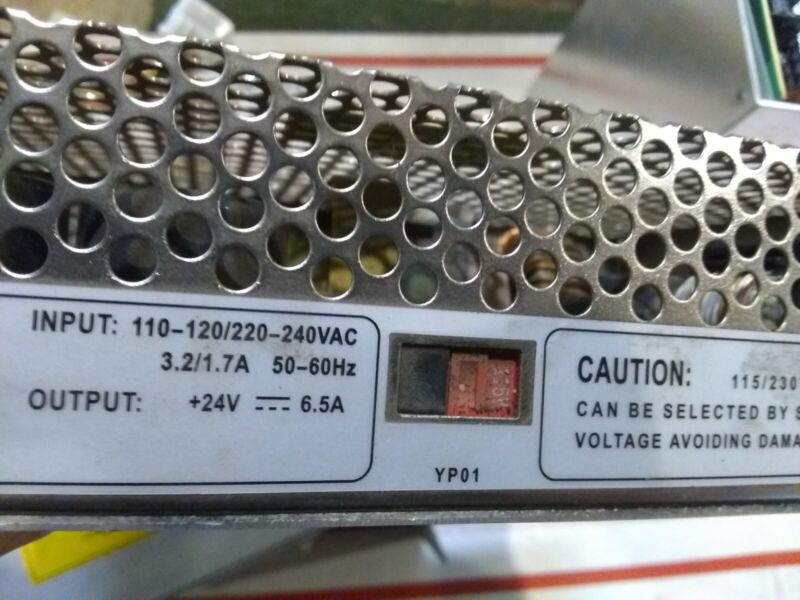 INPUT: 110–120/220–240VAC
3.2/1.7A 50–60Hz
OUTPUT: +24V 6.5A
YP01
CAUTION: 115/230
CAN BE SELECTED BY S
VOLTAGE AVOIDING DAMA